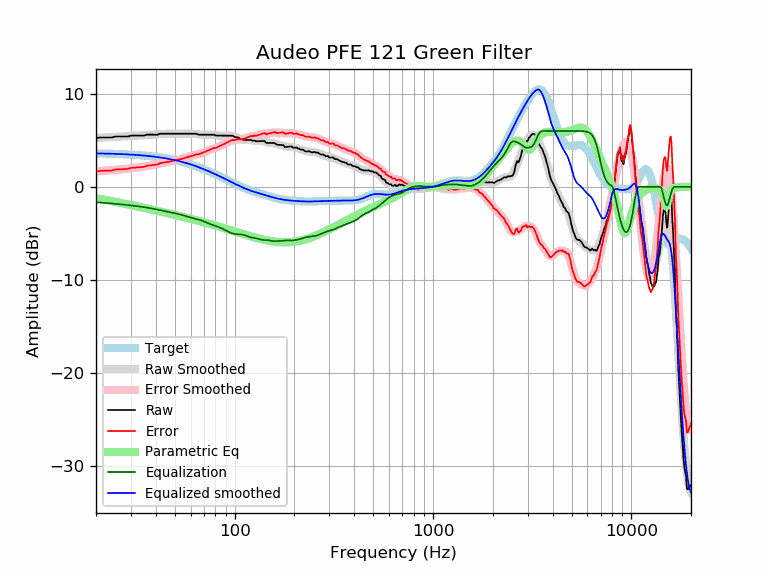 Audeo PFE 121 Green Filter
Amplitude (dBr)
10
0
−10
−20
−30
Target
Raw Smoothed
Error Smoothed
Raw
Error
Parametric Eq
Equalization
Equalized smoothed
100
1000
10000
Frequency (Hz)